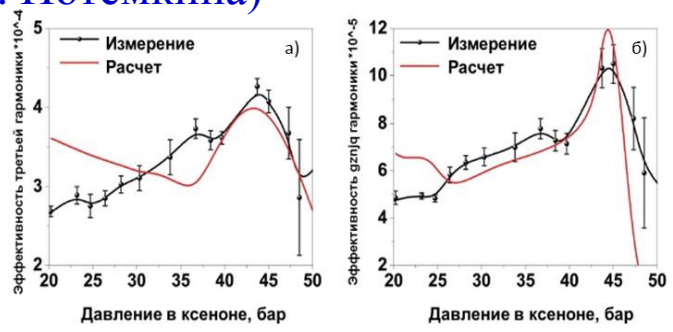 . Потемкина)
Эффективность третьей гармоники *10^-4
5
4
3
2
Измерение
Расчет
а)
20 25 30 35 40 45 50
Давление в ксеноне, бар
Эффективность gznjq гармоники *10^-5
12
10
8
6
4
2
Измерение
Расчет
б)
20 25 30 35 40 45 50
Давление в ксеноне, бар